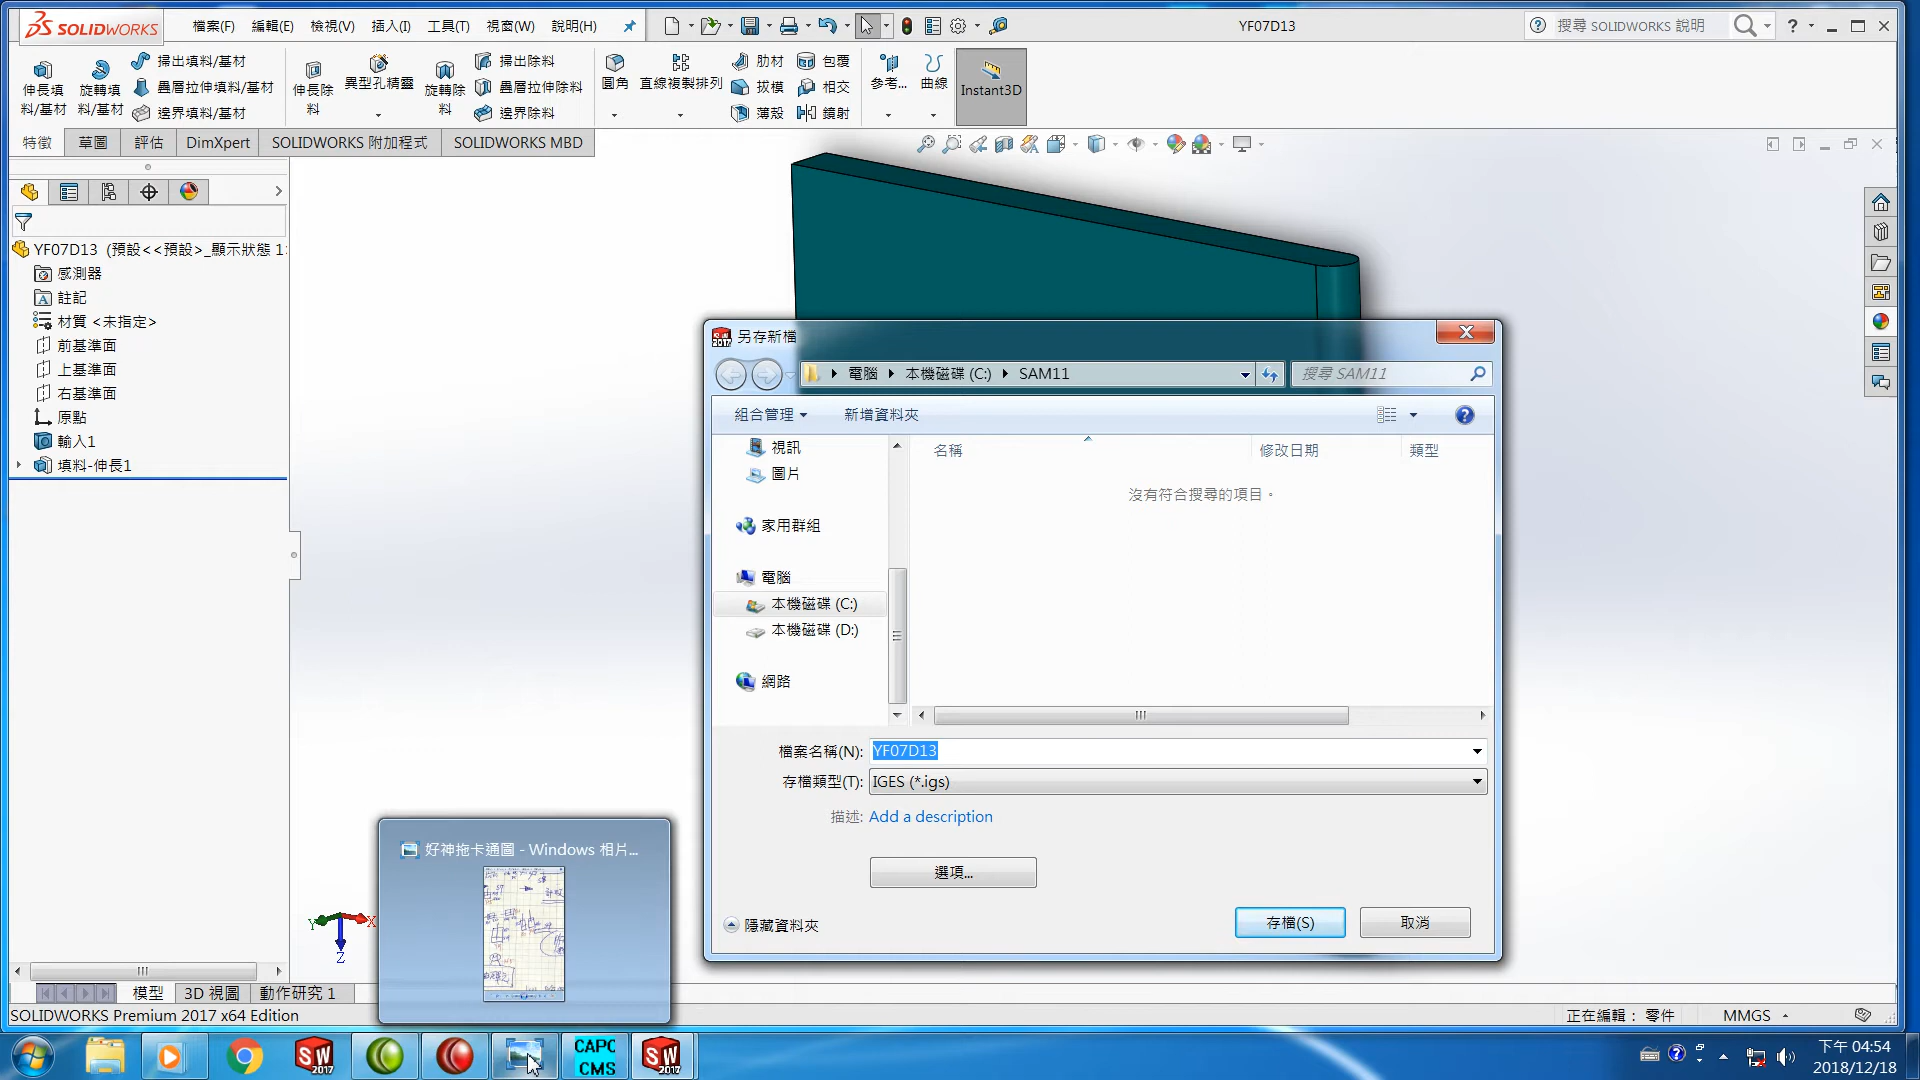 SOLIDWORKS
檔案(F) 編輯(E) 檢視(V) 插入(I) 工具(T) 視窗(W) 說明(H)
YF07D13
搜尋 SOLIDWORKS 說明
伸長填料/基材
旋轉填料/基材
掃出填料/基材
疊層拉伸填料/基材
邊界填料/基材
伸長除料
異型孔精靈
旋轉除料
掃出除料
疊層拉伸除料
邊界除料
圓角
直線複製排列
肋材
拔模
薄殼
包覆
相交
鏡射
參考...
曲線
Instant3D
特徵 草圖 評估 DimXpert SOLIDWORKS 附加程式 SOLIDWORKS MBD
YF07D13 (預設<<預設>_顯示狀態 1
感測器
註記
材質 <未指定>
前基準面
上基準面
右基準面
原點
輸入1
填料-伸長1
另存新檔
電腦 本機磁碟 (C:) SAM11
搜尋 SAM11
組合管理 新增資料夾
名稱 修改日期 類型
沒有符合搜尋的項目。
視訊
圖片
家用群組
電腦
本機磁碟 (C:)
本機磁碟 (D:)
網路
檔案名稱(N): YF07D13
存檔類型(T): IGES (*.igs)
描述: Add a description
選項...
隱藏資料夾
存檔(S) 取消
好神拖卡通圖 - Windows 相片...
Y X Z
模型 3D 視圖 動作研究 1
SOLIDWORKS Premium 2017 x64 Edition
正在編輯: 零件 MMGS
SW 2017
CAPC CMS
SW 2017
下午 04:54
2018/12/18